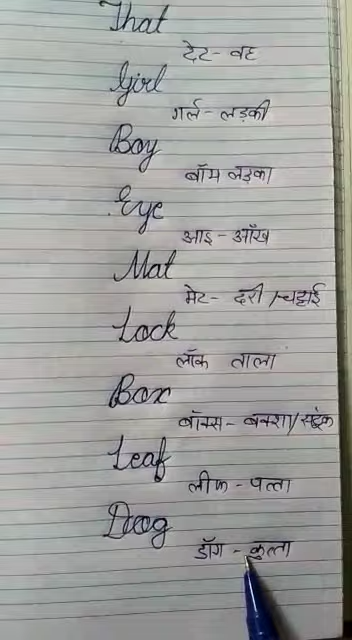 That
देट - वह
Girl
गर्ल - लड़की
Boy
बॉय लड़का
Eye
आइ - आँख
Mat
मेट - दरी / चट्टाई
Lock
लॉक ताला
Box
बॉक्स - बक्शा / संदूक
Leaf
लीफ - पत्ता
Dog
डॉग - कुत्ता